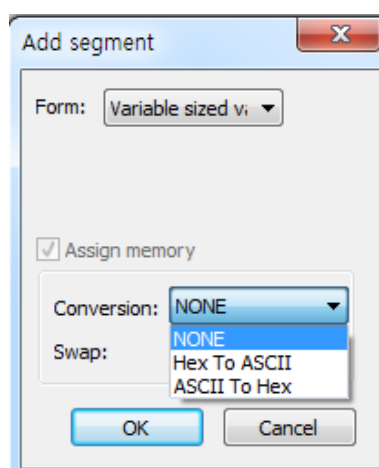 Add segment
Form: Variable sized v
Assign memory
Conversion: NONE
NONE
Swap:
Hex To ASCII
ASCII To Hex
OK Cancel